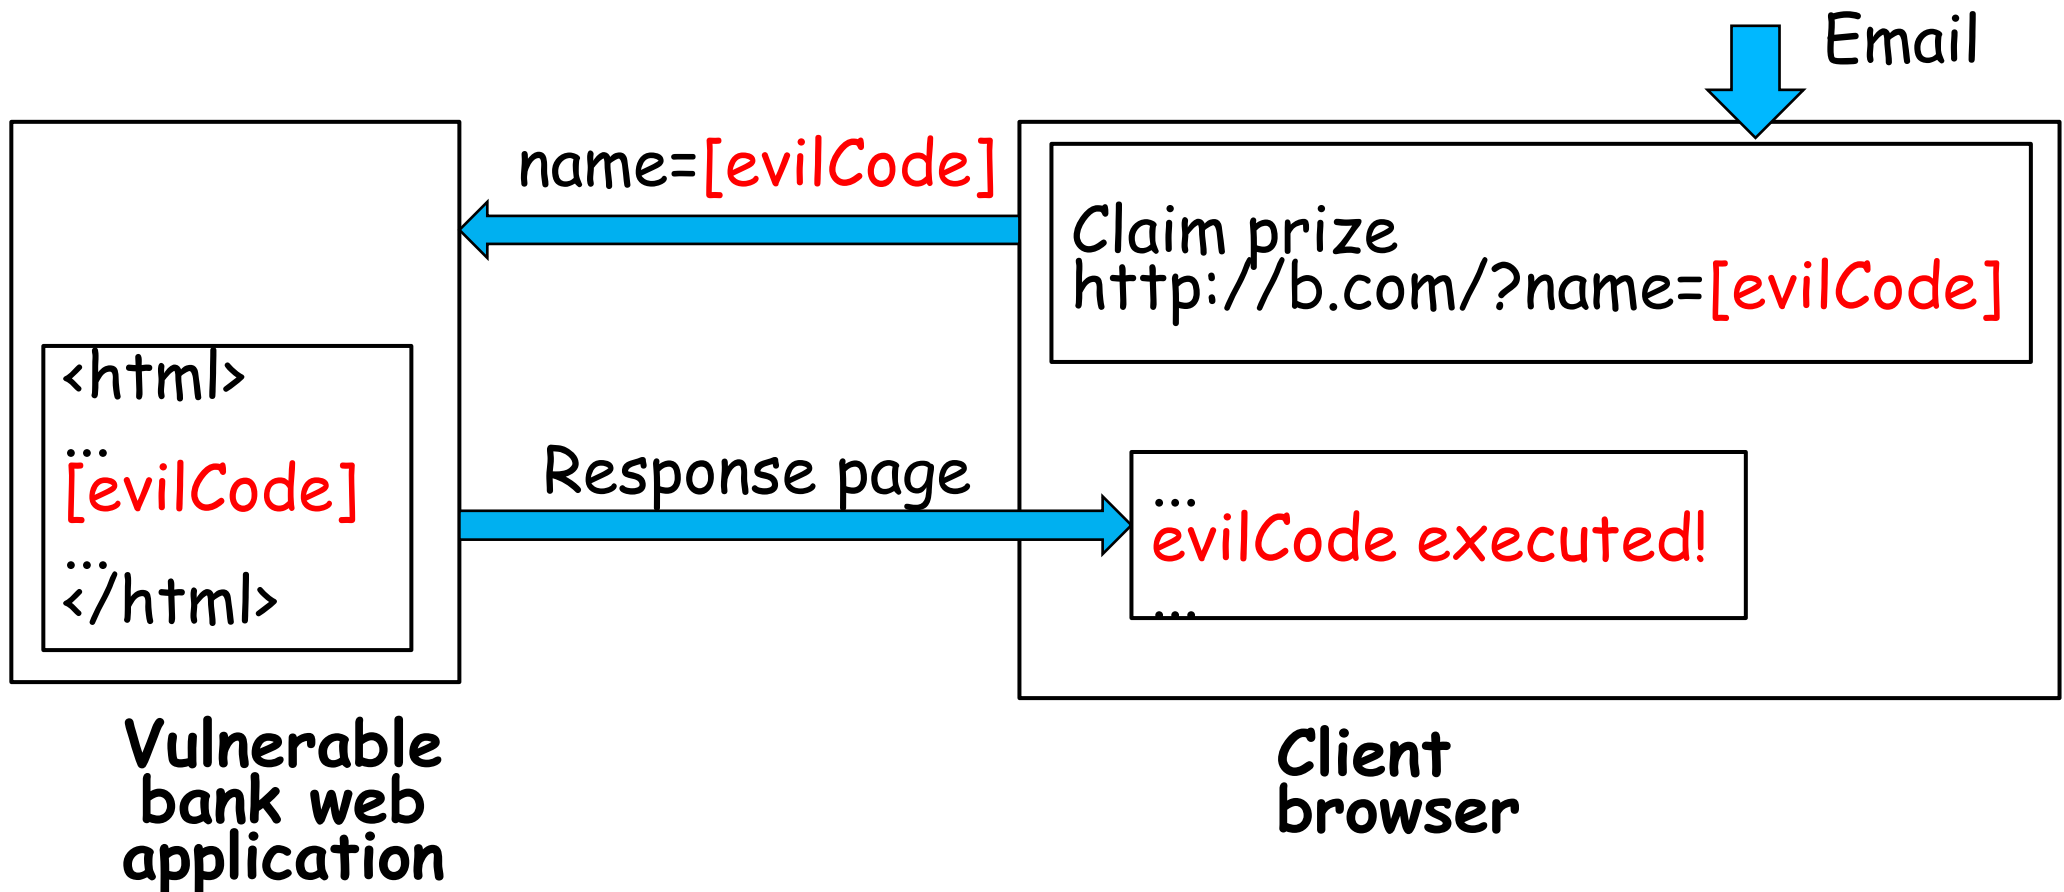 Email
name=[evilCode]
Claim prize
http://b.com/?name=[evilCode]
<html>
...
[evilCode]
...
</html>
Response page
...
evilCode executed!
...
Vulnerable
bank web
application
Client
browser